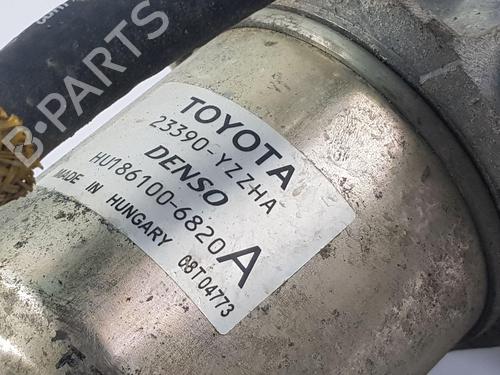 TOYOTA
23390-YZZHA
DENSO
HU186100-6820 A
MADE IN HUNGARY 08T04773
B-PARTS